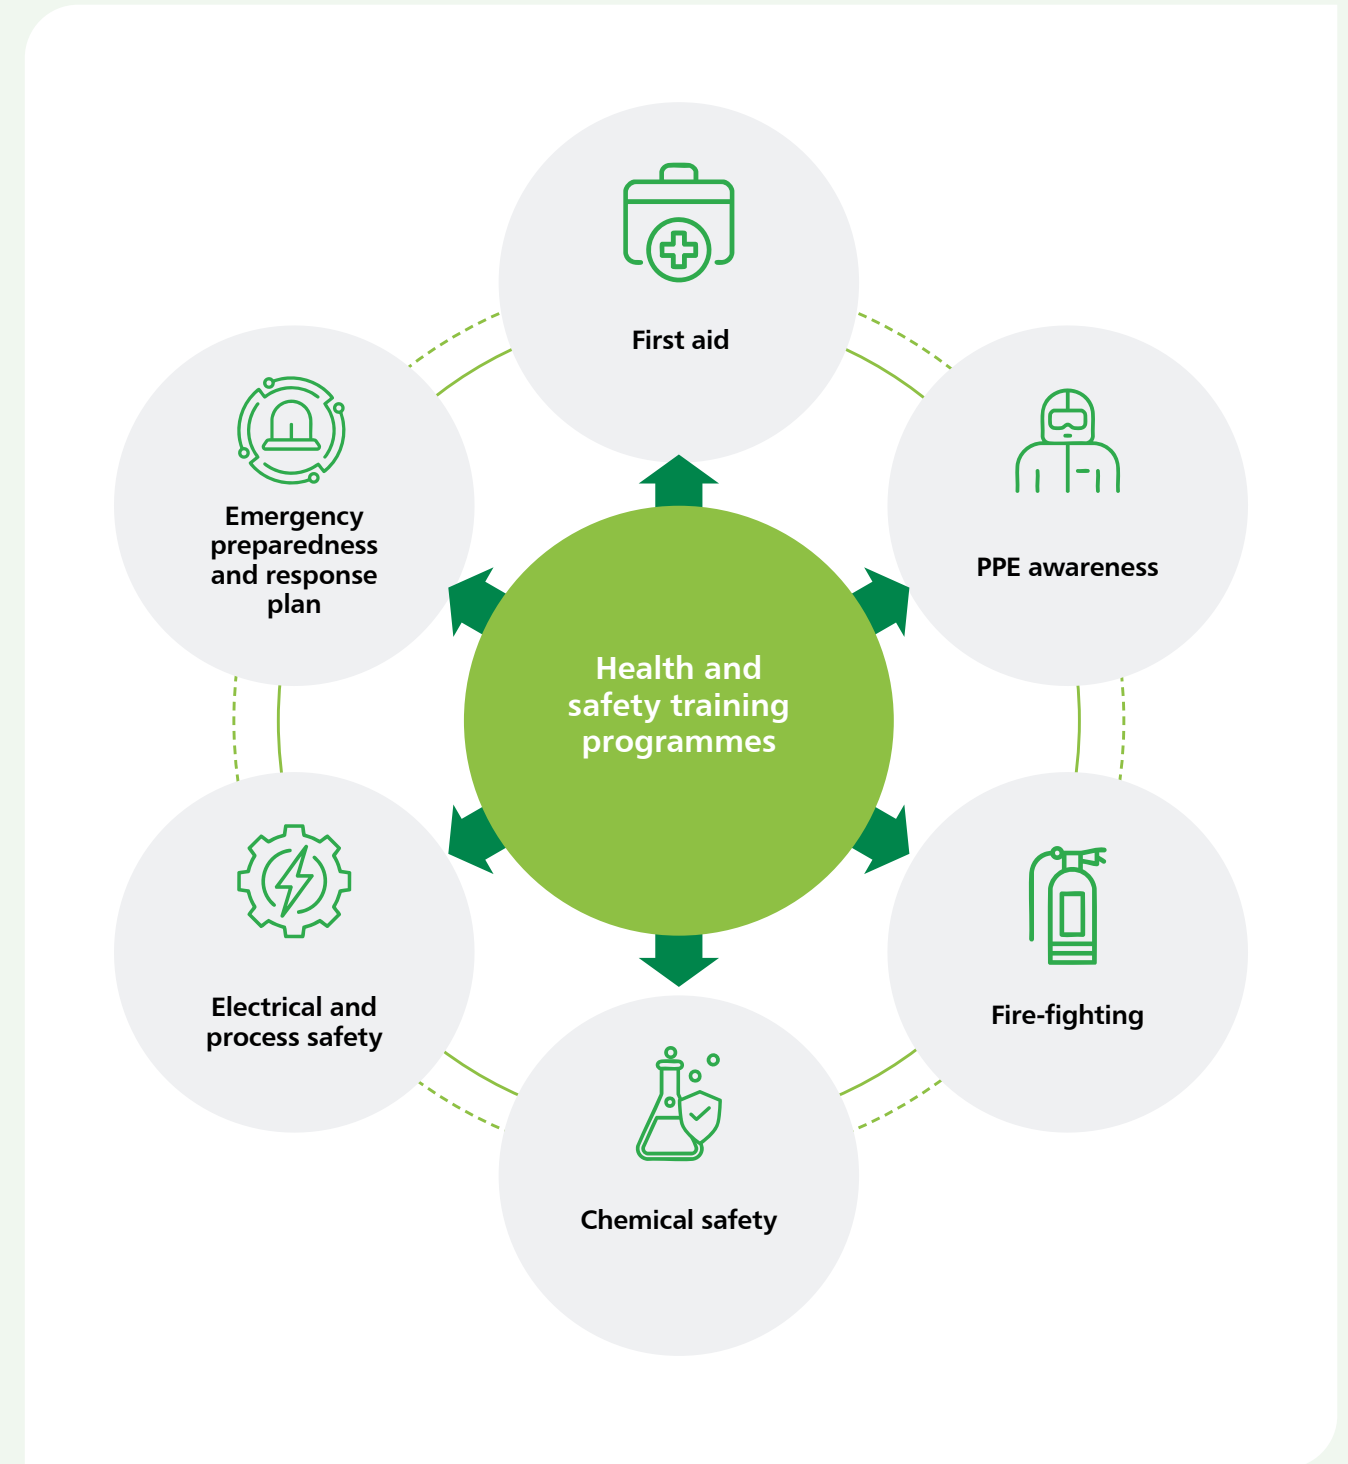 First aid
PPE awareness
Emergency
preparedness
and response
plan
Health and
safety training
programmes
Electrical and
process safety
Fire-fighting
Chemical safety